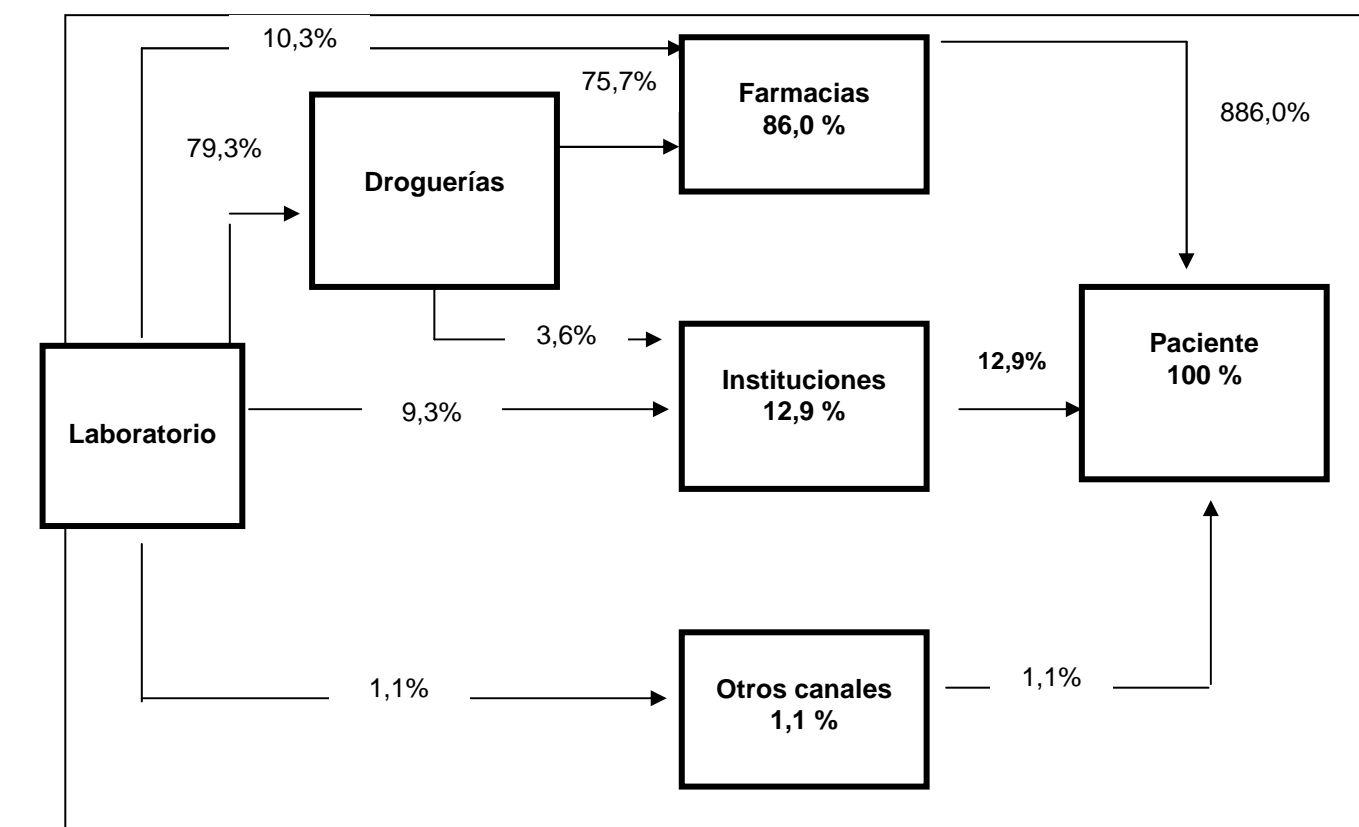 10,3%
75,7%
Farmacias
86,0 %
886,0%
79,3%
Droguerías
3,6%
Instituciones
12,9 %
12,9%
Paciente
100 %
9,3%
Laboratorio
1,1%
Otros canales
1,1 %
1,1%